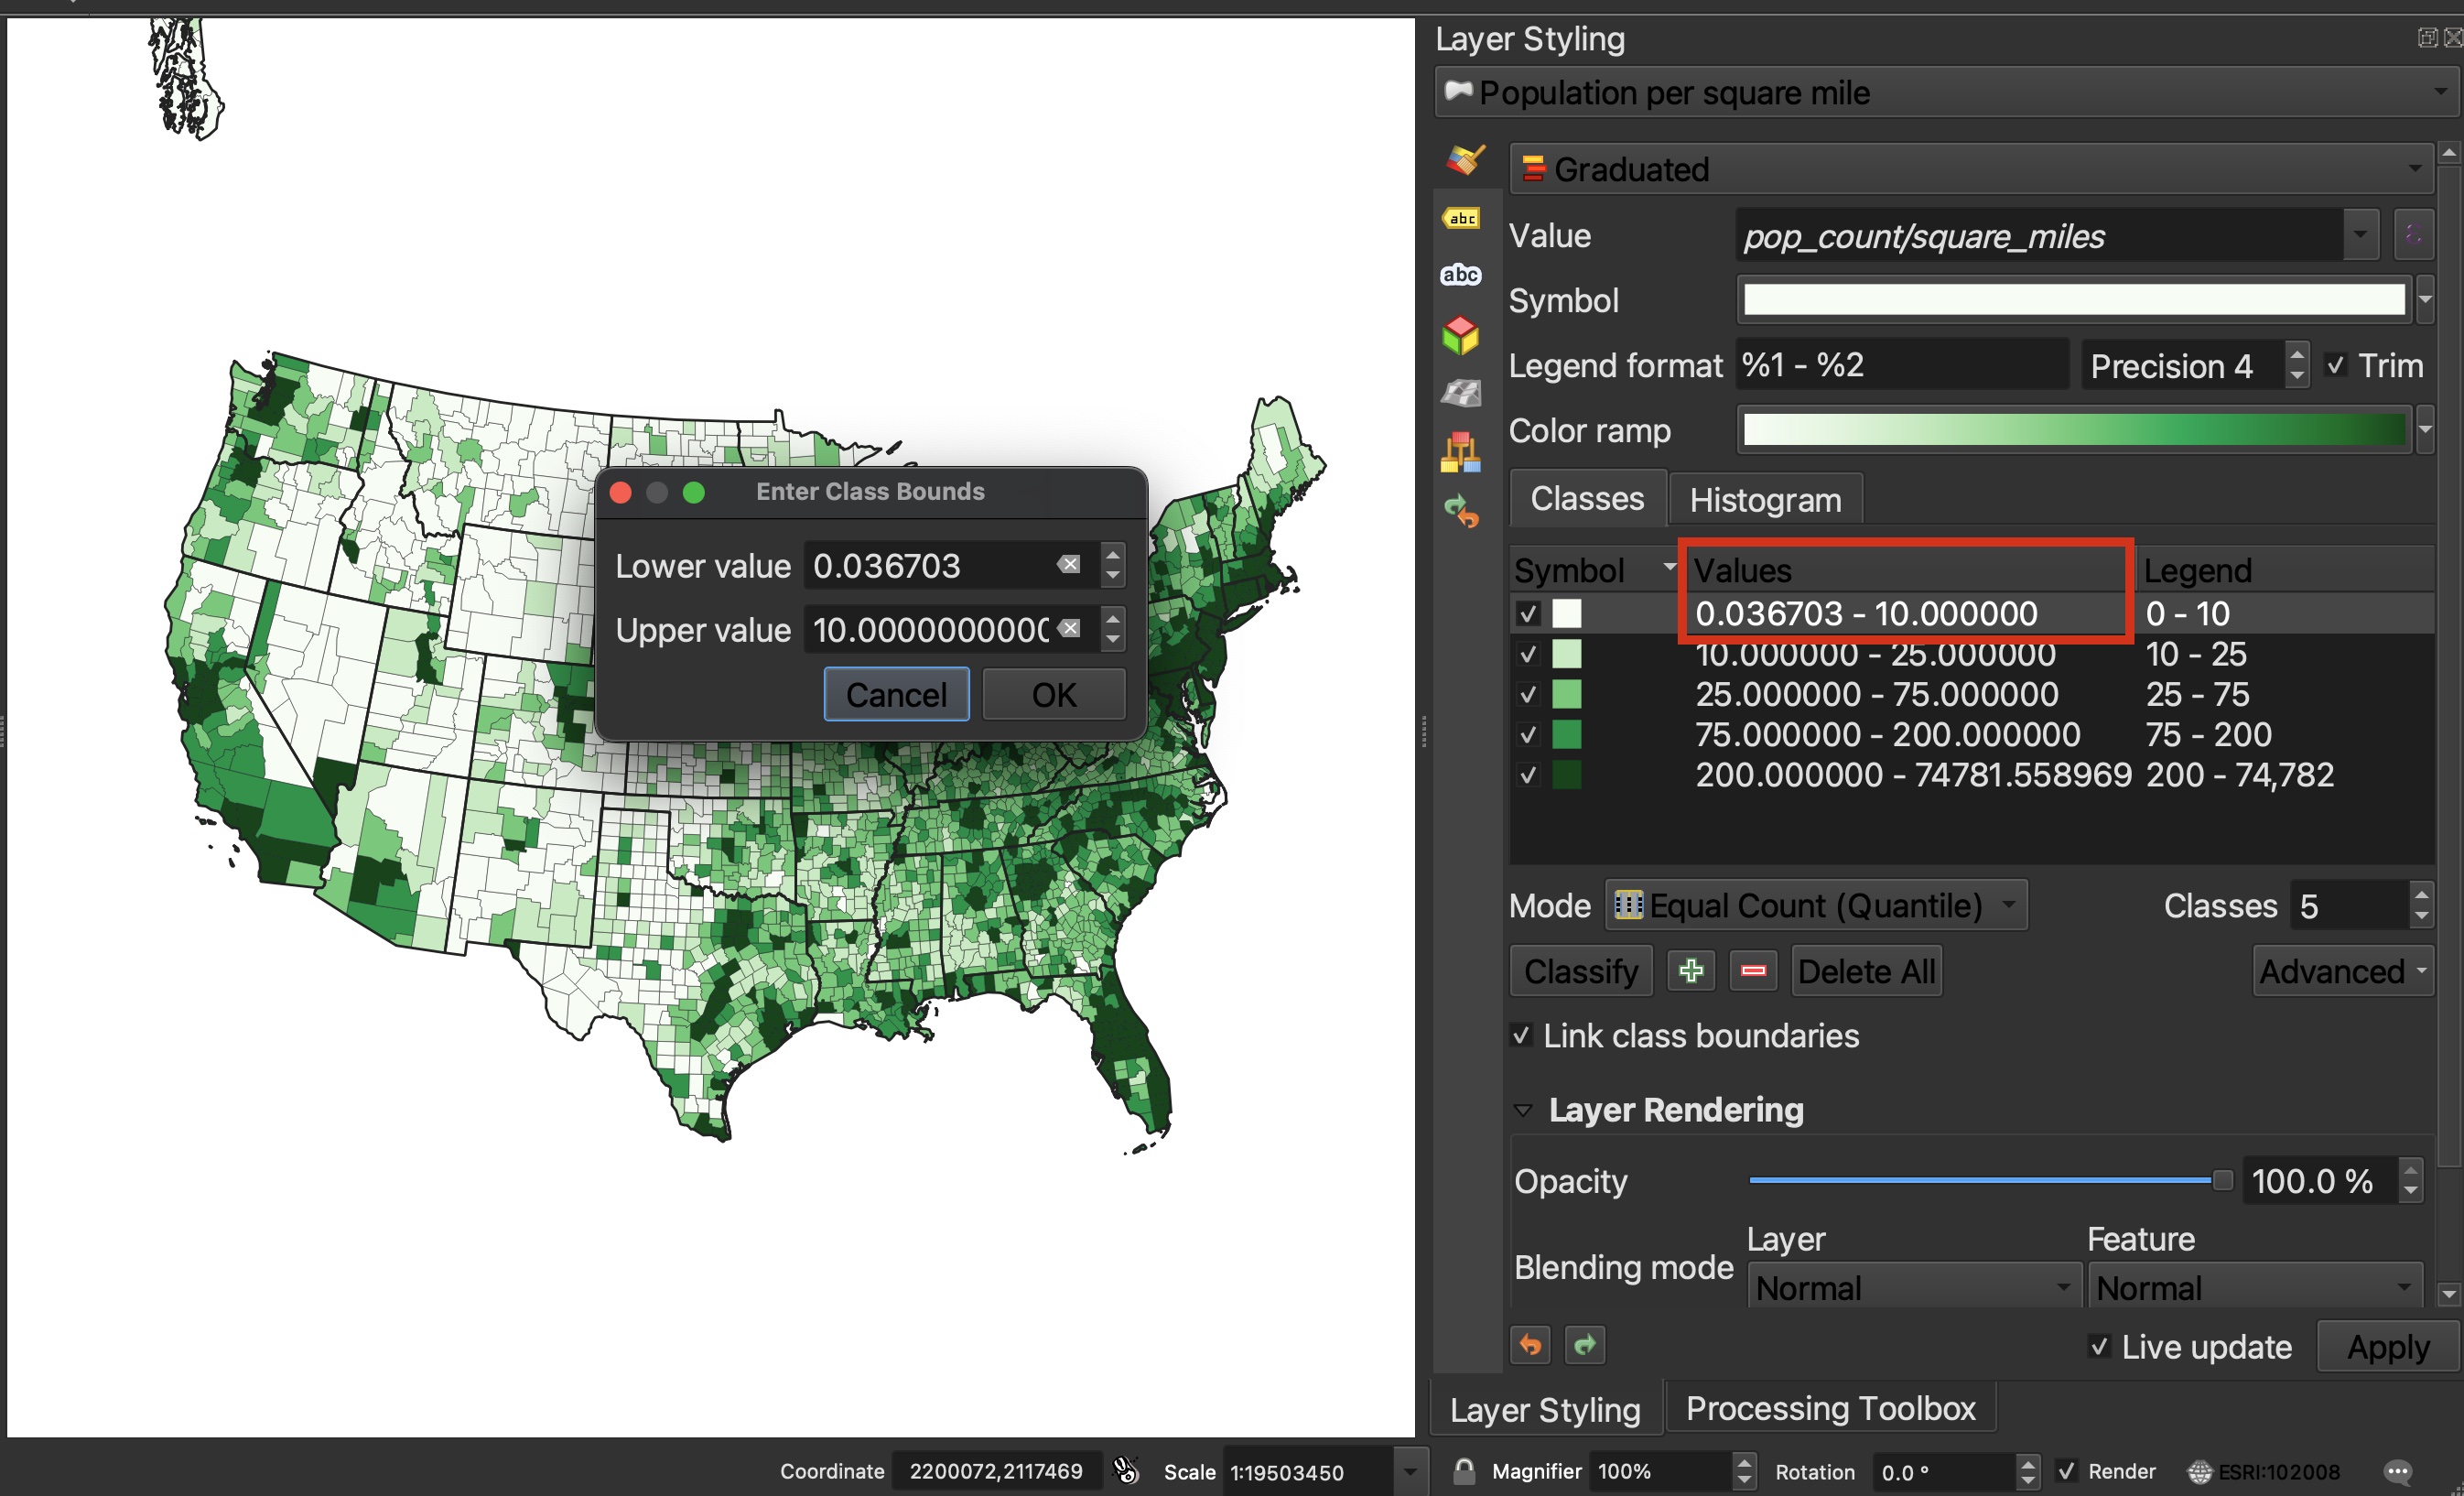 Layer Styling
Population per square mile
Graduated
abc
Value pop_count/square_miles
abc
Symbol
Legend format %1 - %2 Precision 4 Trim
Color ramp
Classes Histogram
Enter Class Bounds
Lower value 0.036703
Upper value 10.0000000000
Cancel OK
Symbol Values Legend
0.036703 - 10.000000 0 - 10
10.000000 - 25.000000 10 - 25
25.000000 - 75.000000 25 - 75
75.000000 - 200.000000 75 - 200
200.000000 - 74781.558969 200 - 74,782
Mode Equal Count (Quantile) Classes 5
Classify Delete All Advanced
Link class boundaries
Layer Rendering
Opacity 100.0 %
Layer Feature
Blending mode Normal Normal
Live update Apply
Layer Styling Processing Toolbox
Coordinate 2200072,2117469 Scale 1:19503450 Magnifier 100% Rotation 0.0 ° Render ESRI:102008